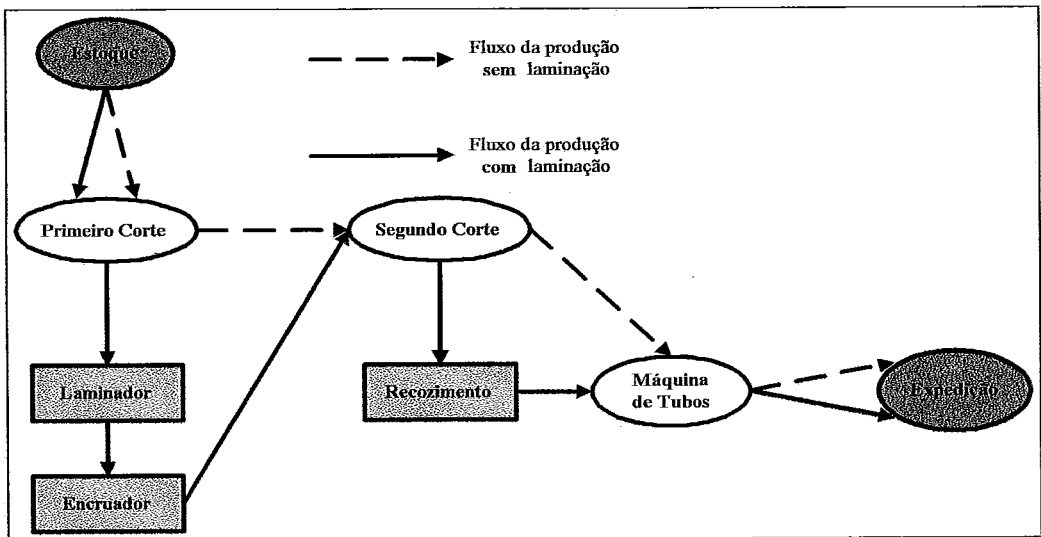 Estoque
Fluxo da produção
sem laminação
Fluxo da produção
com laminação
Primeiro Corte
Segundo Corte
Laminador
Recozimento
Máquina
de Tubos
Expedição
Encruador